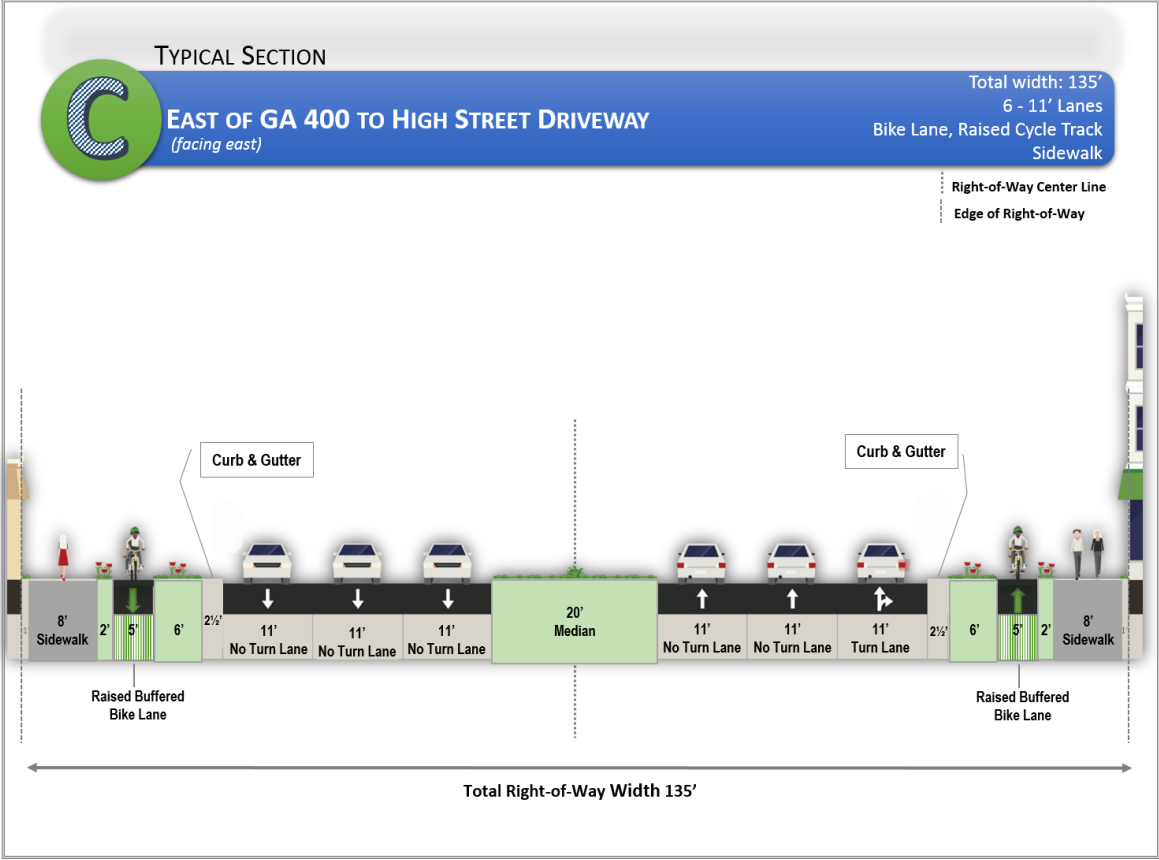 TYPICAL SECTION
C
EAST OF GA 400 TO HIGH STREET DRIVEWAY
(facing east)
Total width: 135’
6 - 11’ Lanes
Bike Lane, Raised Cycle Track
Sidewalk
Right-of-Way Center Line
Edge of Right-of-Way
Curb & Gutter
Curb & Gutter
1'
8’
Sidewalk
2’
5’
6’
2½’
11’
No Turn Lane
11’
No Turn Lane
11’
No Turn Lane
20’
Median
11’
No Turn Lane
11’
No Turn Lane
11’
Turn Lane
2½’
6’
5’
2’
8’
Sidewalk
1'
Raised Buffered
Bike Lane
Raised Buffered
Bike Lane
Total Right-of-Way Width 135’